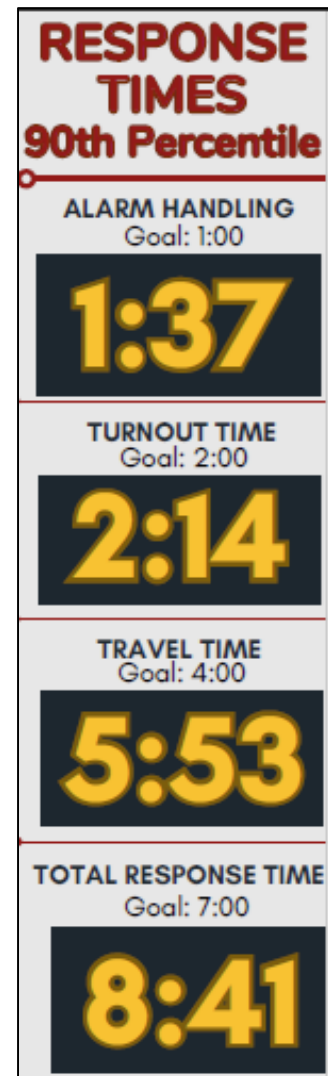 RESPONSE
TIMES
90th Percentile
ALARM HANDLING
Goal: 1:00
1:37
TURNOUT TIME
Goal: 2:00
2:14
TRAVEL TIME
Goal: 4:00
5:53
TOTAL RESPONSE TIME
Goal: 7:00
8:41